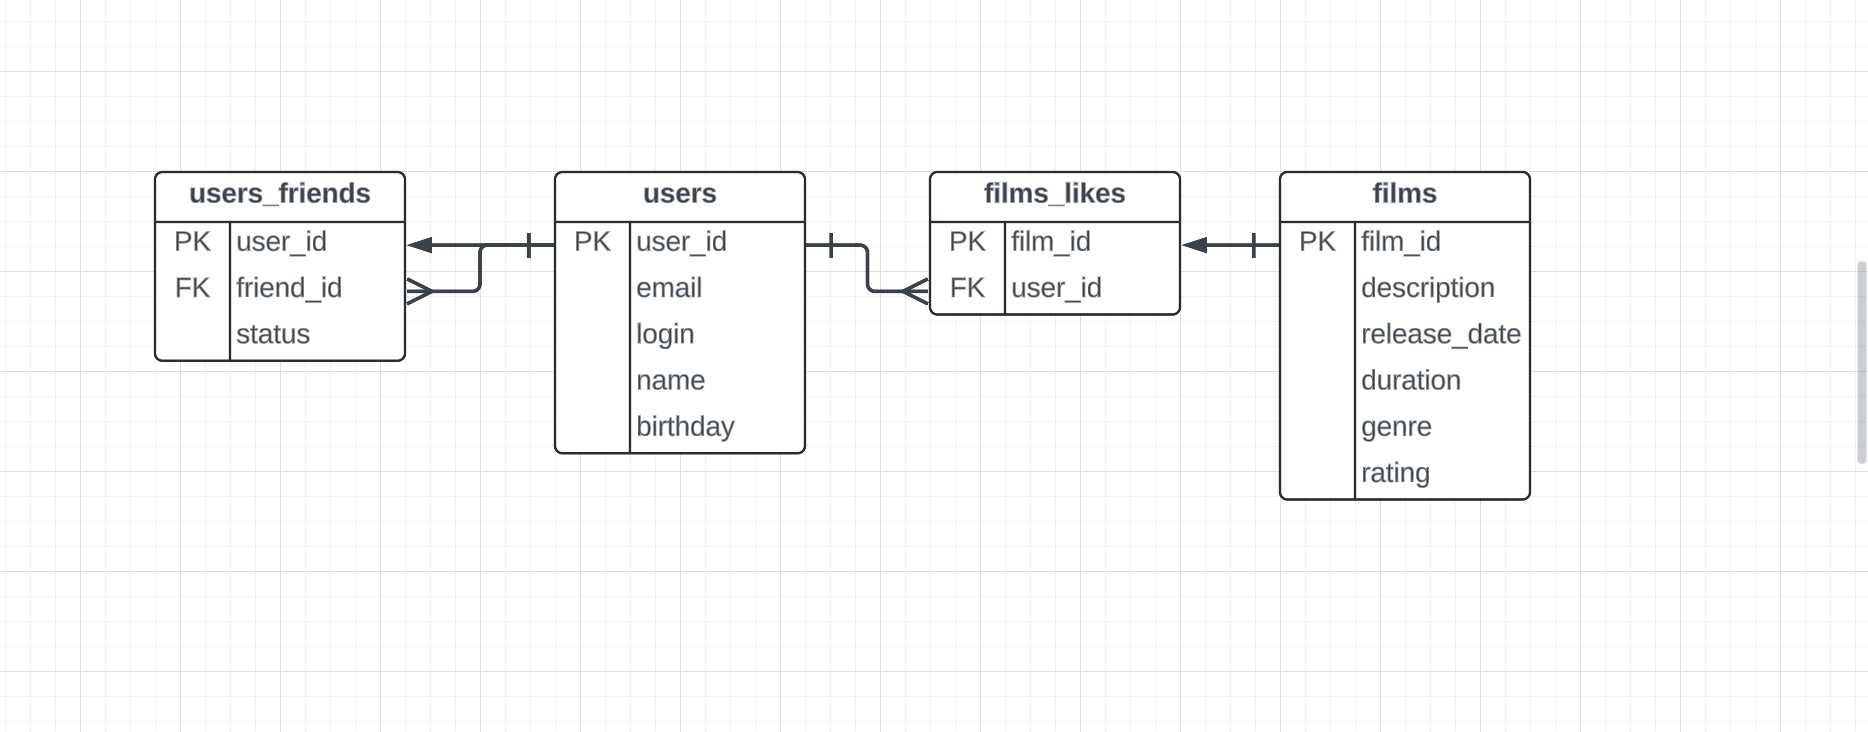 users_friends
PK user_id
FK friend_id
status
users
PK user_id
email
login
name
birthday
films_likes
PK film_id
FK user_id
films
PK film_id
description
release_date
duration
genre
rating